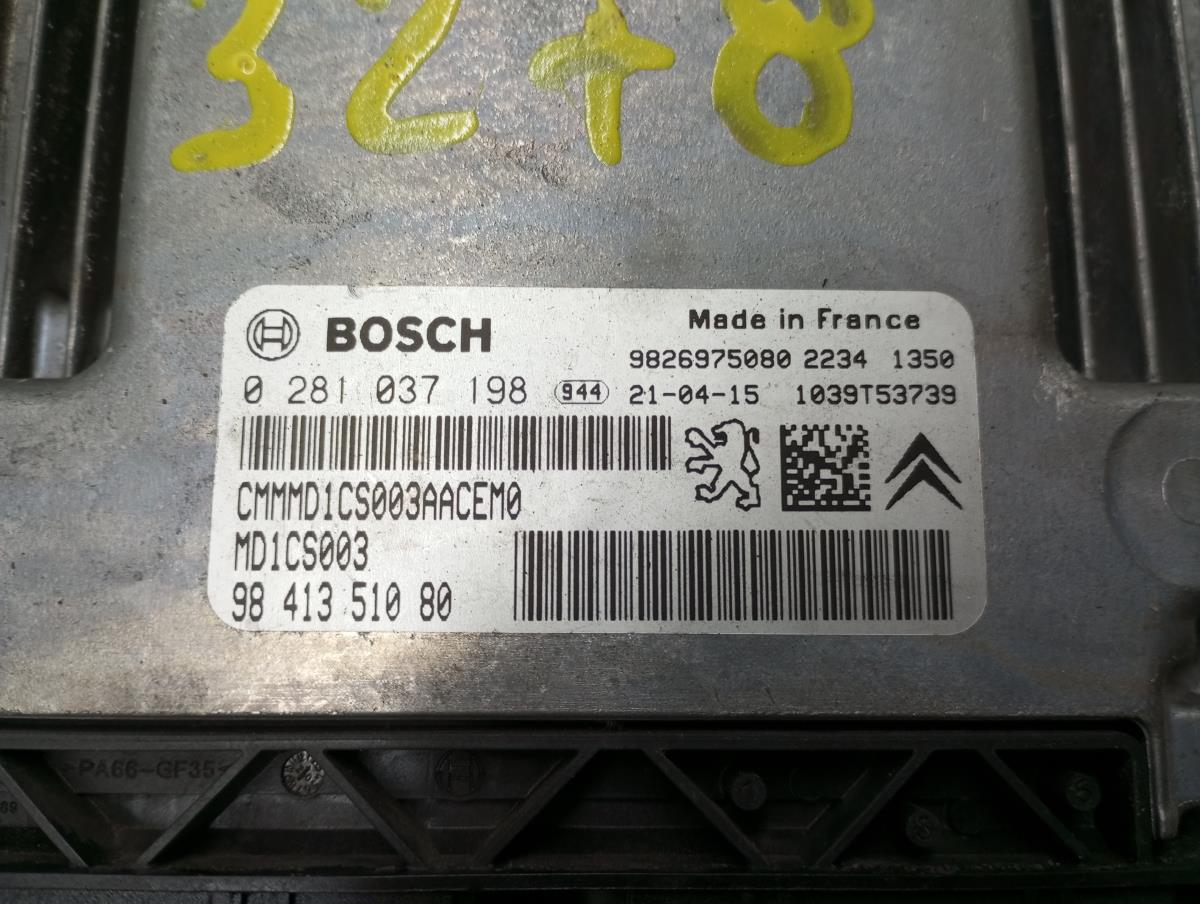 3278
BOSCH
Made in France
9826975080 2234 1350
0 281 037 198 944 21-04-15 1039T53739
CMMMD1CS003AACEM0
MD1CS003
98 413 510 80
>PA66-GF35<